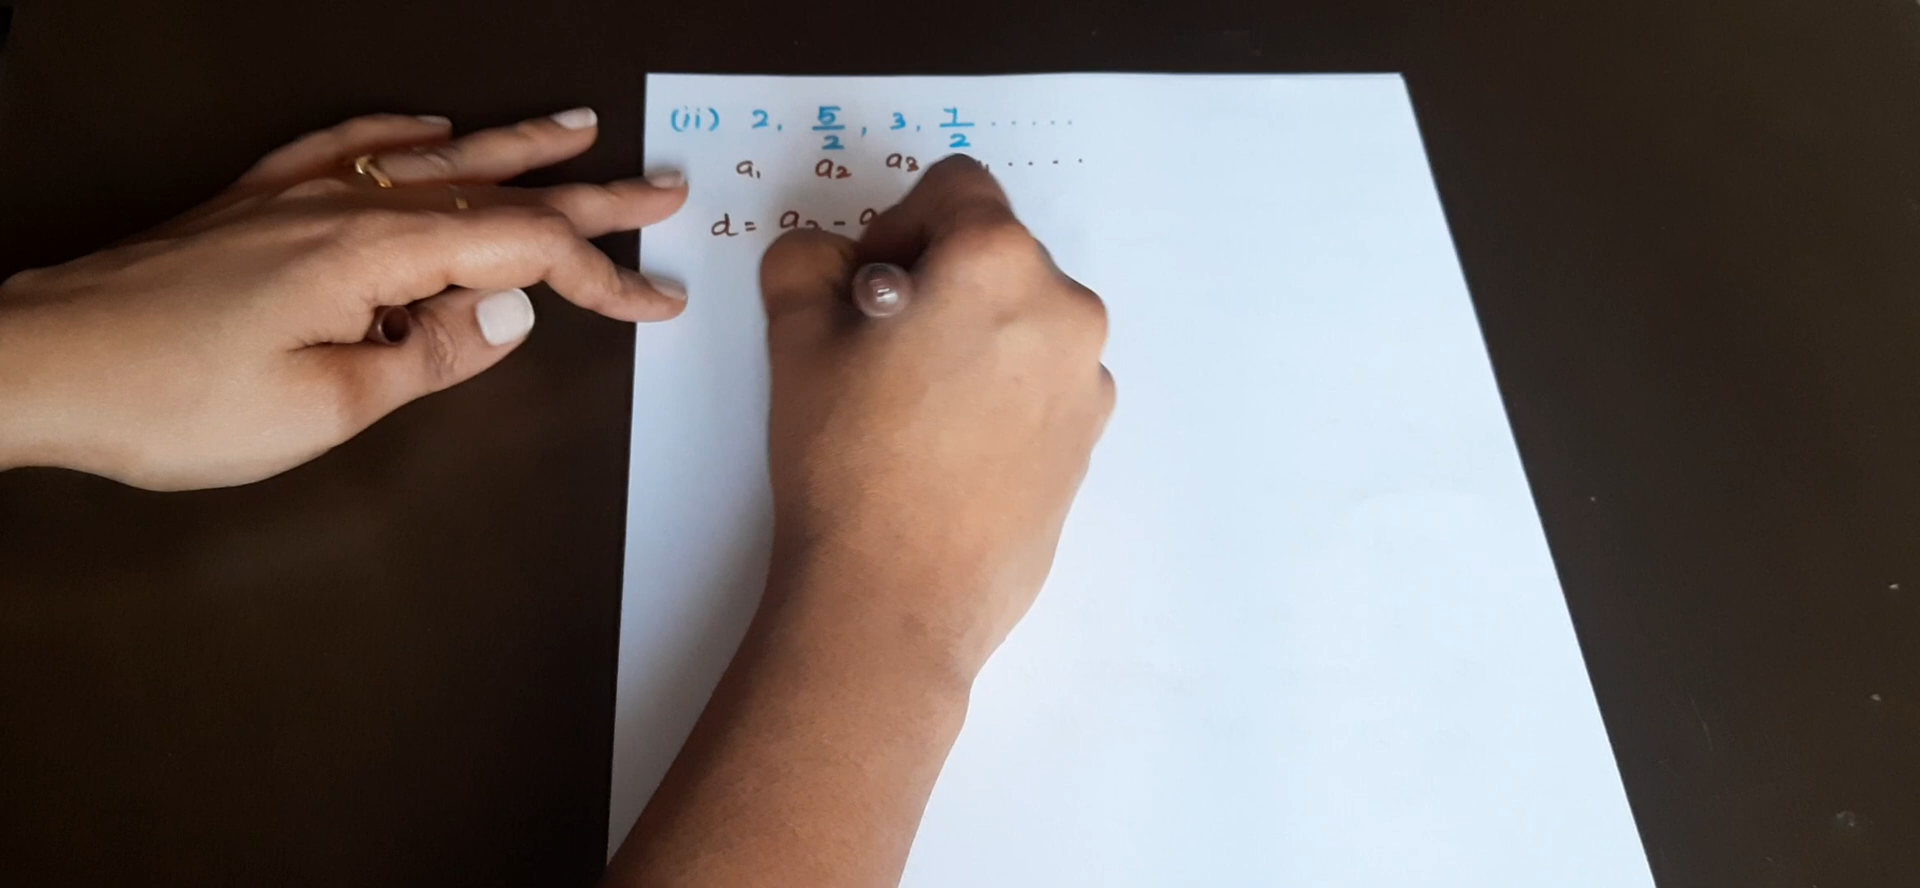 (ii) 2, 5/2, 3, 7/2 .....
a₁ a₂ a₃ ....
d = a₂ - a